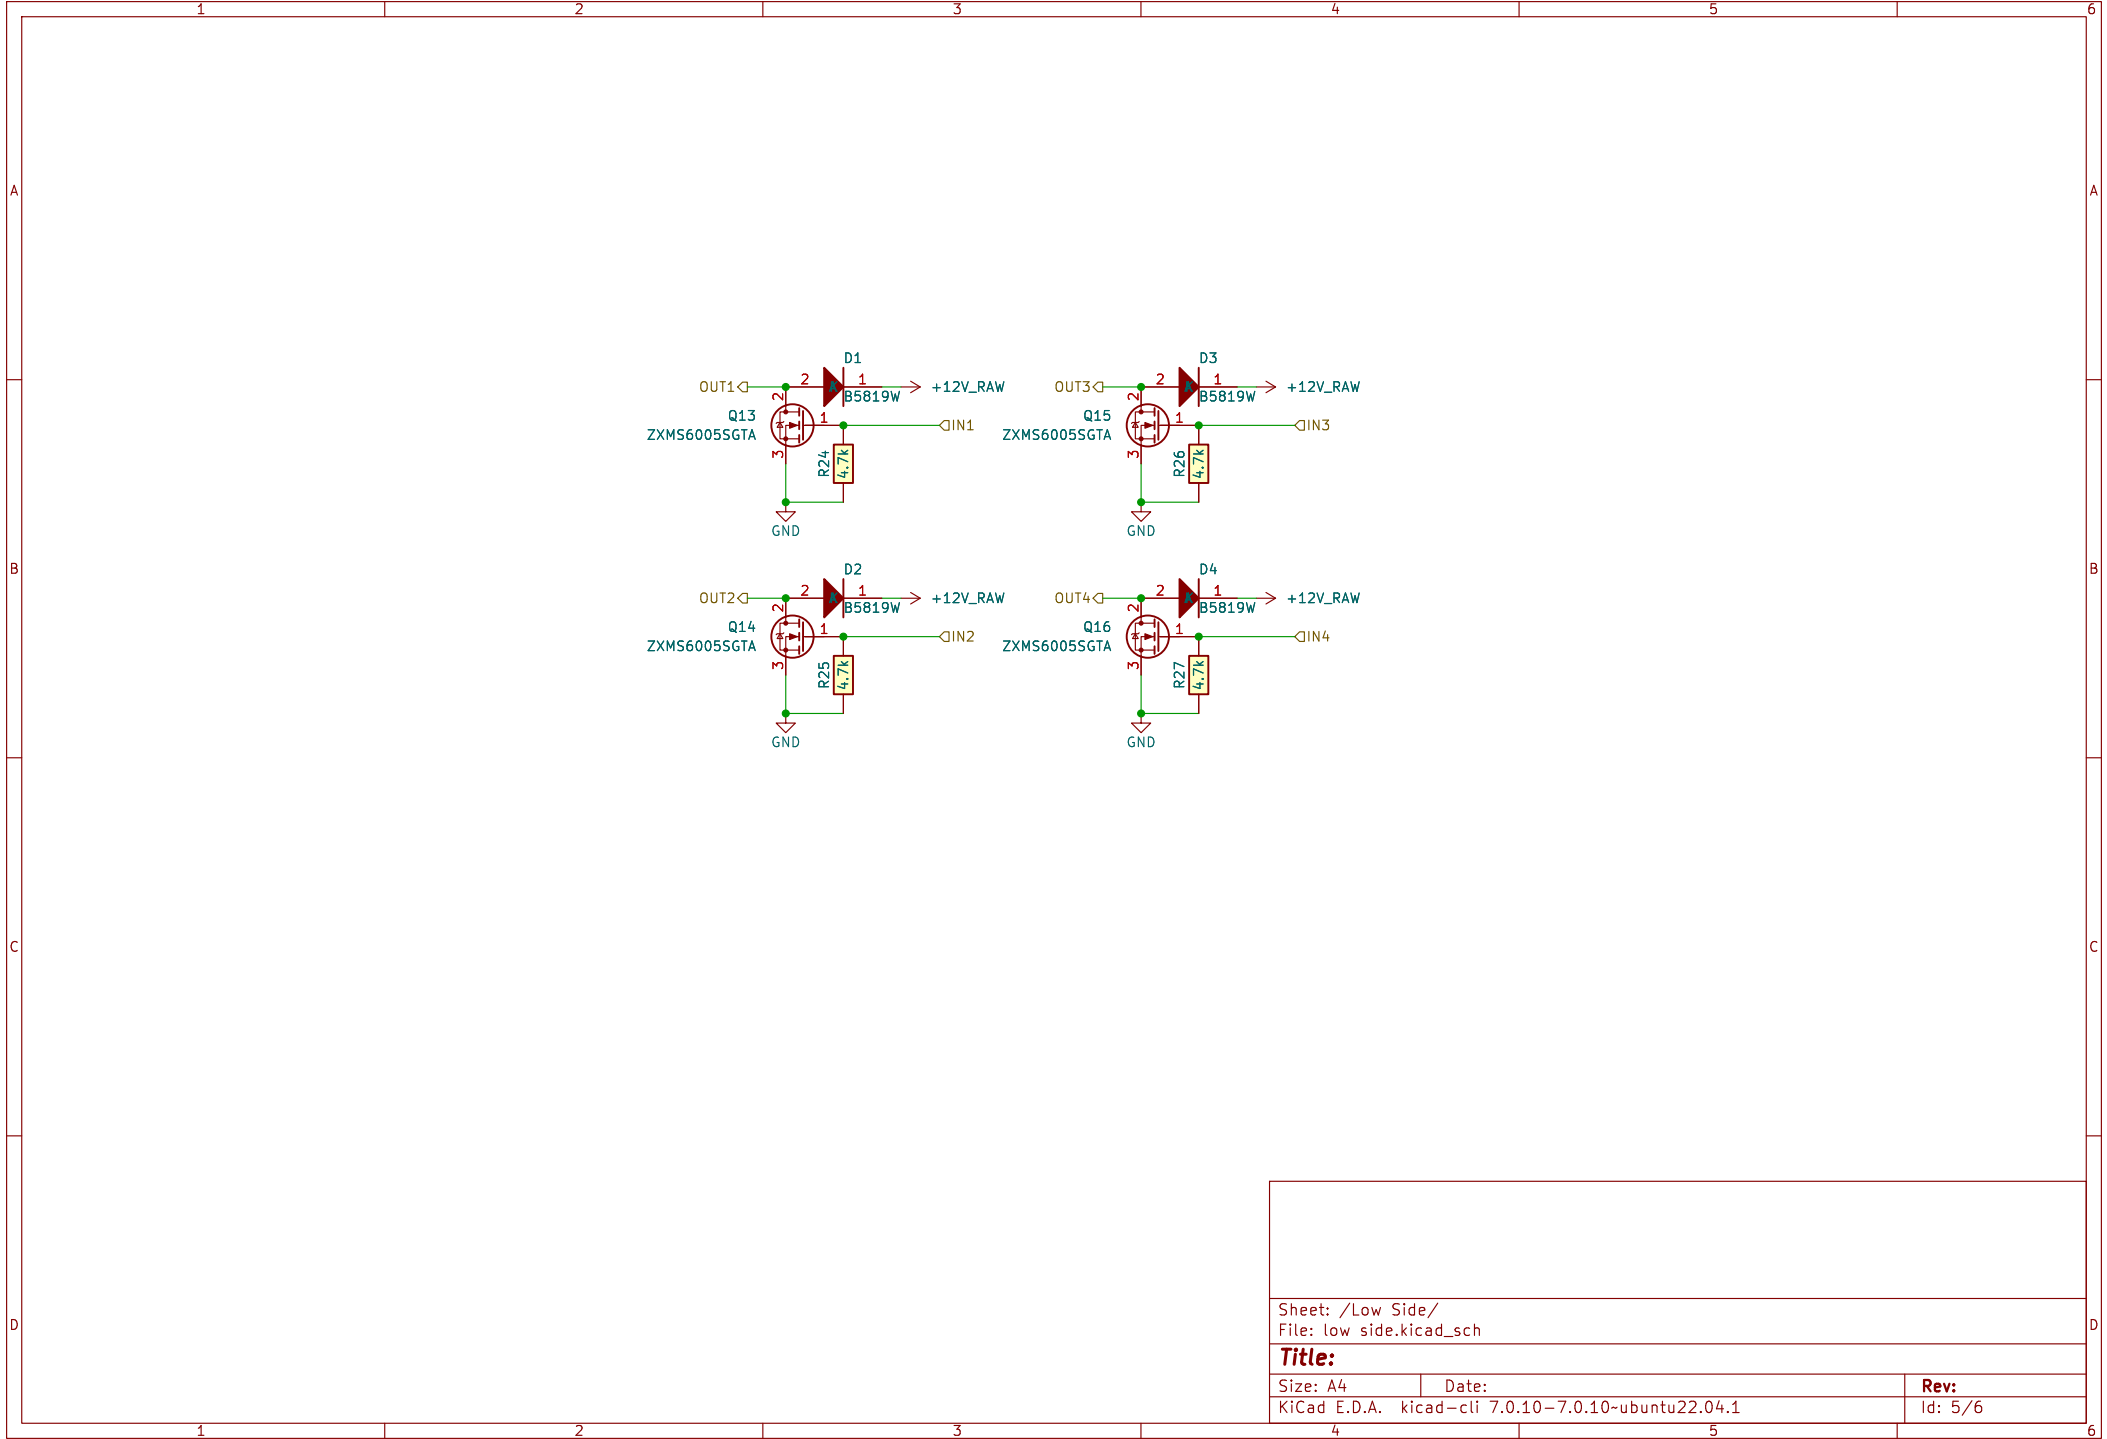 1 2 3 4 5 6
A A
B B
C C
D D
D1
2 1 +12V_RAW
OUT1
B5819W
Q13
ZXMS6005SGTA
2
1
3
IN1
R24
4.7k
GND
D3
2 1 +12V_RAW
OUT3
B5819W
Q15
ZXMS6005SGTA
2
1
3
IN3
R26
4.7k
GND
D2
2 1 +12V_RAW
OUT2
B5819W
Q14
ZXMS6005SGTA
2
1
3
IN2
R25
4.7k
GND
D4
2 1 +12V_RAW
OUT4
B5819W
Q16
ZXMS6005SGTA
2
1
3
IN4
R27
4.7k
GND
Sheet: /Low Side/
File: low side.kicad_sch
Title:
Size: A4 Date: Rev:
KiCad E.D.A. kicad-cli 7.0.10-7.0.10~ubuntu22.04.1 Id: 5/6
1 2 3 4 5 6